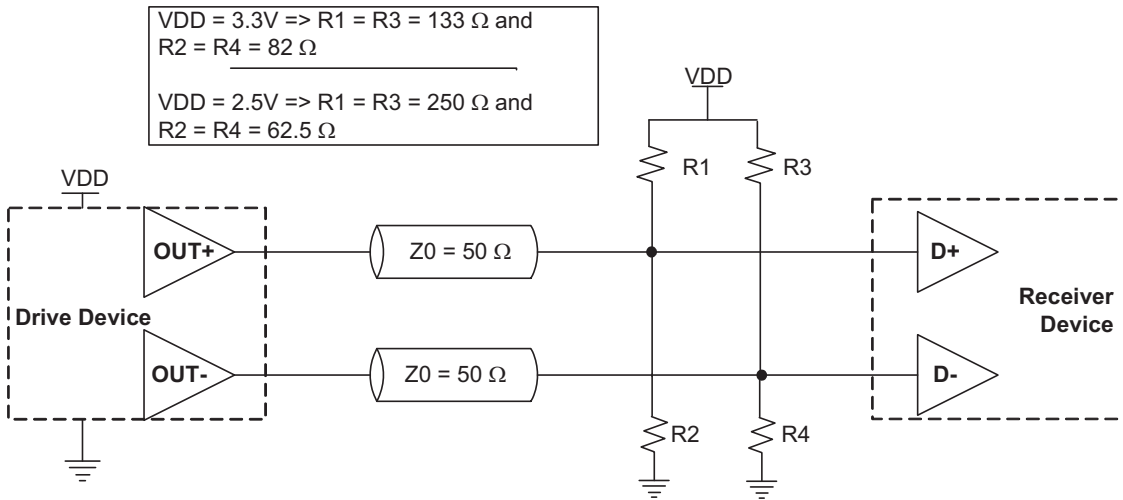 VDD = 3.3V => R1 = R3 = 133 Ω and
R2 = R4 = 82 Ω
VDD = 2.5V => R1 = R3 = 250 Ω and
R2 = R4 = 62.5 Ω
VDD
R1
R3
VDD
OUT+
Z0 = 50 Ω
D+
Drive Device
Receiver
Device
OUT-
Z0 = 50 Ω
D-
R2
R4